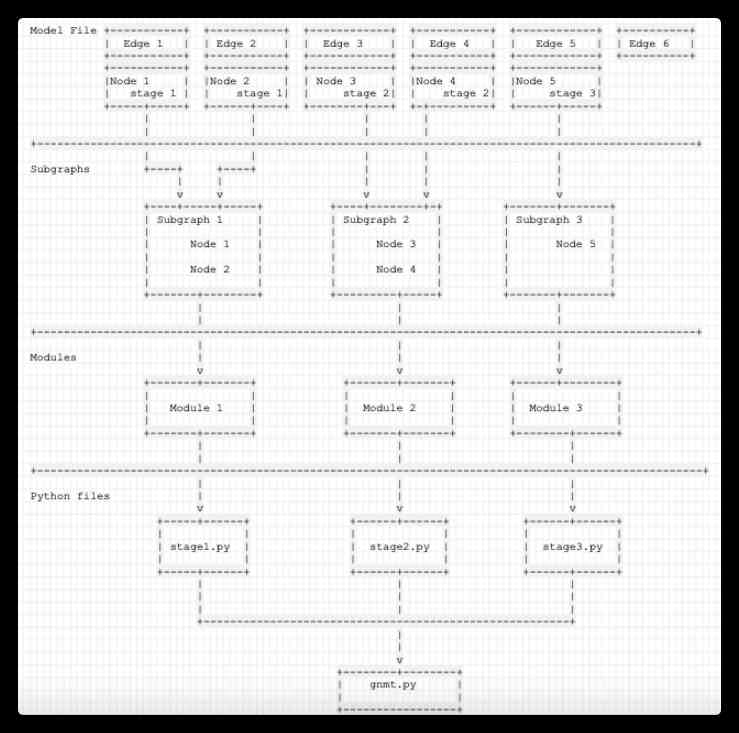 Model File
Edge 1 Edge 2 Edge 3 Edge 4 Edge 5 Edge 6
Node 1 Node 2 Node 3 Node 4 Node 5
stage 1 stage 1 stage 2 stage 2 stage 3
Subgraphs
Subgraph 1 Subgraph 2 Subgraph 3
Node 1 Node 3 Node 5
Node 2 Node 4
Modules
Module 1 Module 2 Module 3
Python files
stage1.py stage2.py stage3.py
gnmt.py